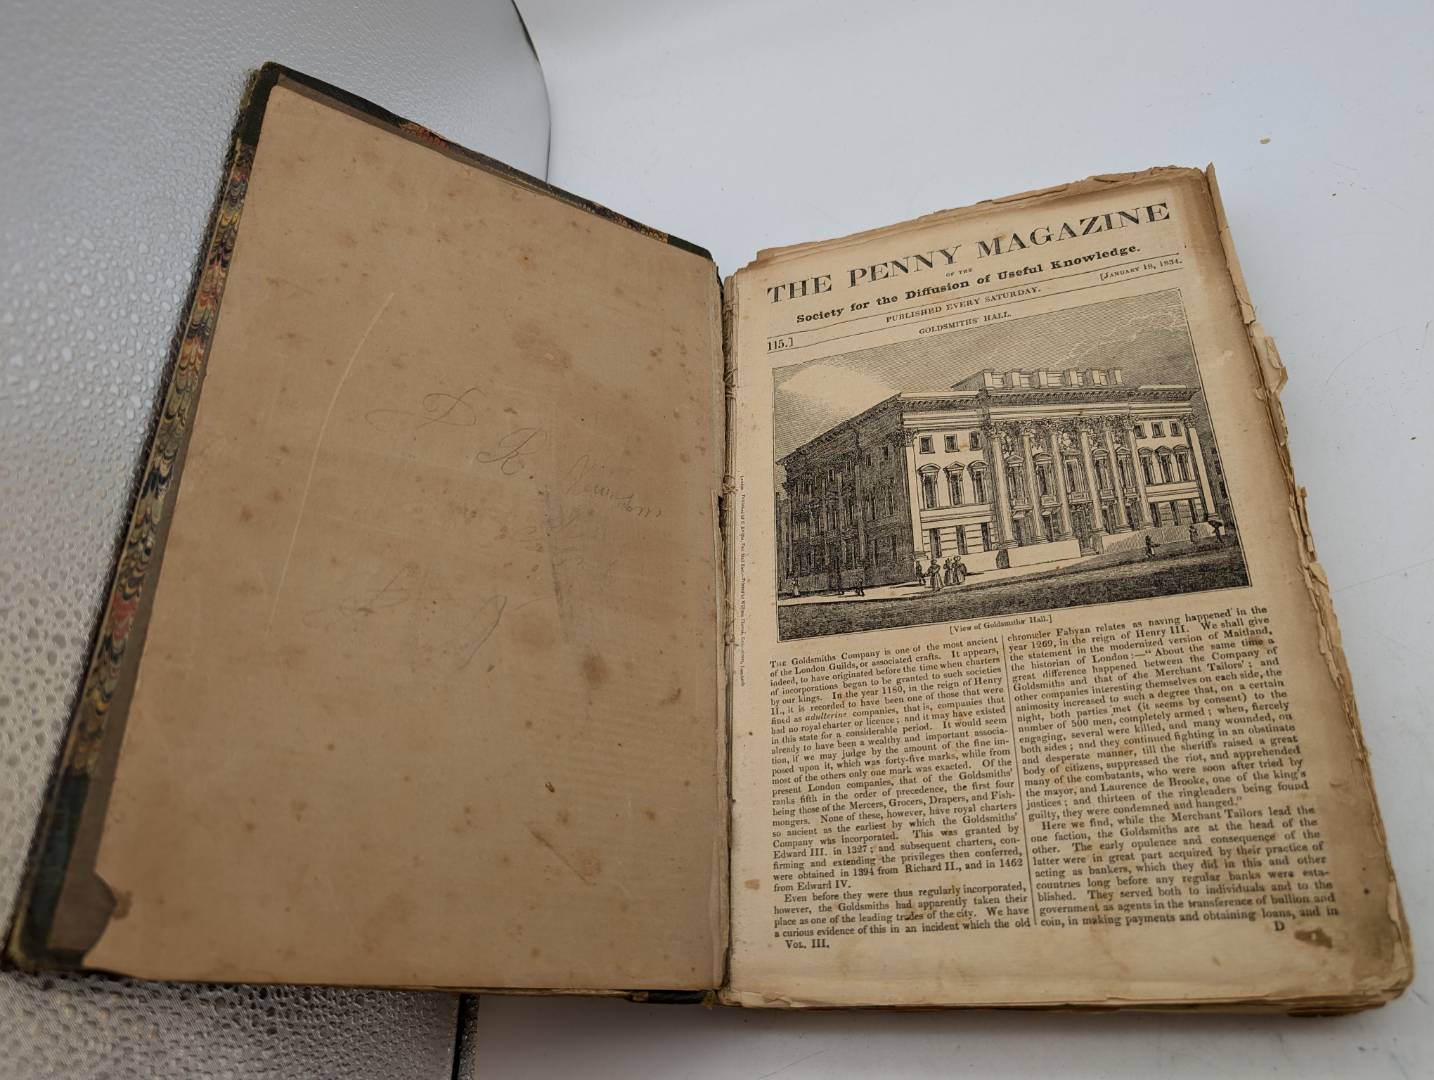 D R
THE PENNY MAGAZINE
OF THE
Society for the Diffusion of Useful Knowledge.
115.] PUBLISHED EVERY SATURDAY. [JANUARY 18, 1834.
GOLDSMITHS' HALL.
[View of Goldsmiths' Hall.]
THE Goldsmiths Company is one of the most ancient
of the London Guilds, or associated crafts. It appears,
indeed, to have originated before the time when charters
of incorporations began to be granted to such societies
by our kings. In the year 1180, in the reign of Henry
II., it is recorded to have been one of those that were
fined as adulterine companies, that is, companies that
had no royal charter or licence; and it may have existed
in this state for a considerable period. It would seem
already to have been a wealthy and important associa-
tion, if we may judge by the amount of the fine im-
posed upon it, which was forty-five marks, while from
most of the others only one mark was exacted. Of the
present London companies, that of the Goldsmiths'
ranks fifth in the order of precedence, the first four
being those of the Mercers, Grocers, Drapers, and Fish-
mongers. None of these, however, have royal charters
so ancient as the earliest by which the Goldsmiths'
Company was incorporated. This was granted by
Edward III. in 1327; and subsequent charters, con-
firming and extending the privileges then conferred,
were obtained in 1394 from Richard II., and in 1462
from Edward IV.
Even before they were thus regularly incorporated,
however, the Goldsmiths had apparently taken their
place as one of the leading trades of the city. We have
a curious evidence of this in an incident which the old
VOL. III.
chronicler Fabyan relates as having happened in the
year 1269, in the reign of Henry III. We shall give
the statement in the modernized version of Maitland,
the historian of London:—"About the same time a
great difference happened between the Company of
Goldsmiths and that of the Merchant Tailors'; and
other companies interesting themselves on each side, the
animosity increased to such a degree that, on a certain
night, both parties met (it seems by consent) to the
number of 500 men, completely armed; when, fiercely
engaging, several were killed, and many wounded, on
both sides; and they continued fighting in an obstinate
and desperate manner, till the sheriffs raised a great
body of citizens, suppressed the riot, and apprehended
many of the combatants, who were soon after tried by
the mayor, and Laurence de Brooke, one of the king's
justices; and thirteen of the ringleaders being found
guilty, they were condemned and hanged."
Here we find, while the Merchant Tailors lead the
one faction, the Goldsmiths are at the head of the
other. The early opulence and consequence of the
latter were in great part acquired by their practice of
acting as bankers, which they did in this and other
countries long before any regular banks were esta-
blished. They served both to individuals and to the
government as agents in the transference of bullion and
coin, in making payments and obtaining loans, and in
D